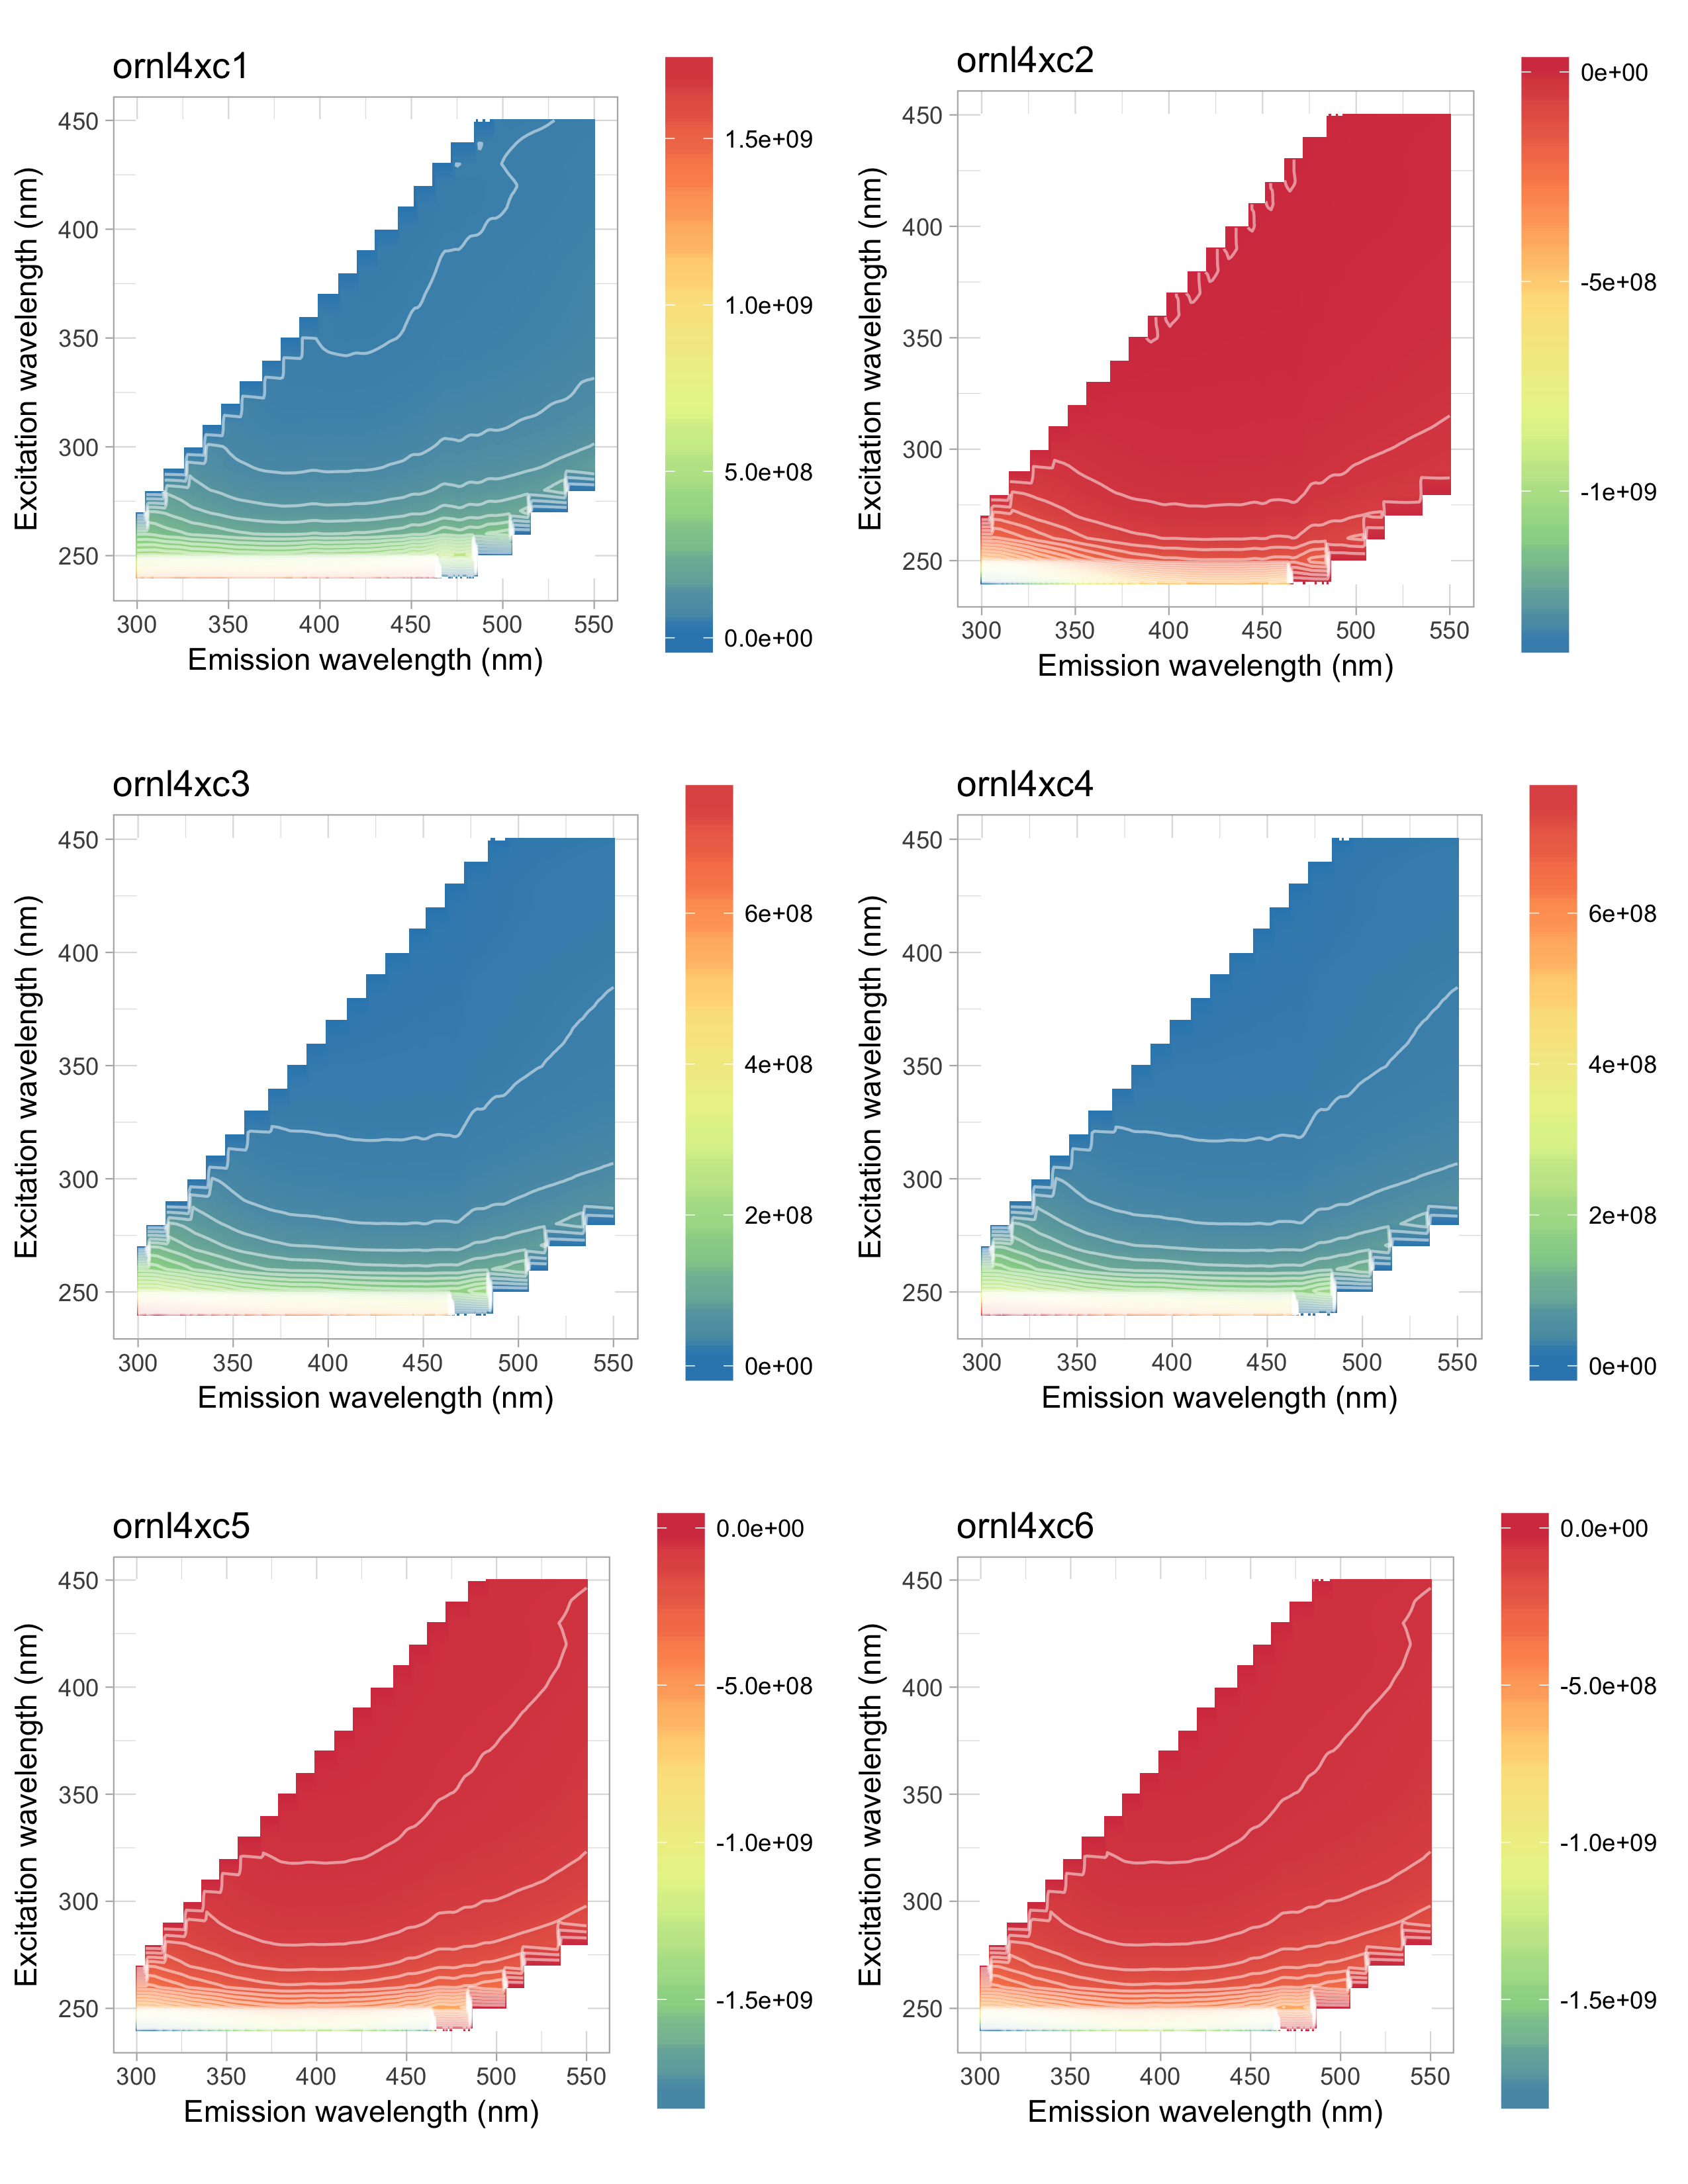 ornl4xc1
Excitation wavelength (nm)
450
400
350
300
250
300 350 400 450 500 550
Emission wavelength (nm)
1.5e+09
1.0e+09
5.0e+08
0.0e+00
ornl4xc2
Excitation wavelength (nm)
450
400
350
300
250
300 350 400 450 500 550
Emission wavelength (nm)
0e+00
-5e+08
-1e+09
ornl4xc3
Excitation wavelength (nm)
450
400
350
300
250
300 350 400 450 500 550
Emission wavelength (nm)
6e+08
4e+08
2e+08
0e+00
ornl4xc4
Excitation wavelength (nm)
450
400
350
300
250
300 350 400 450 500 550
Emission wavelength (nm)
6e+08
4e+08
2e+08
0e+00
ornl4xc5
Excitation wavelength (nm)
450
400
350
300
250
300 350 400 450 500 550
Emission wavelength (nm)
0.0e+00
-5.0e+08
-1.0e+09
-1.5e+09
ornl4xc6
Excitation wavelength (nm)
450
400
350
300
250
300 350 400 450 500 550
Emission wavelength (nm)
0.0e+00
-5.0e+08
-1.0e+09
-1.5e+09